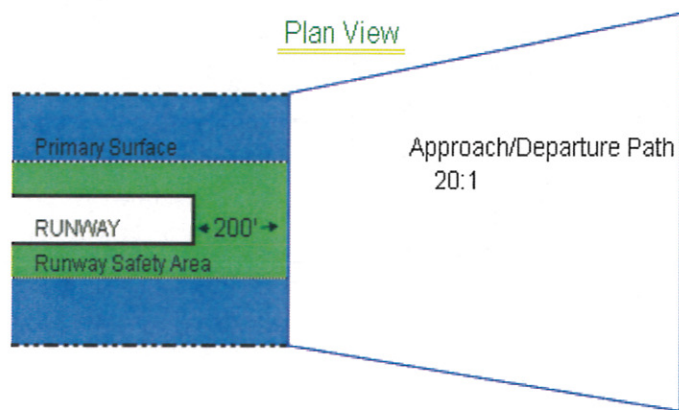 Plan View
Primary Surface
Approach/Departure Path
20:1
RUNWAY
200'
Runway Safety Area